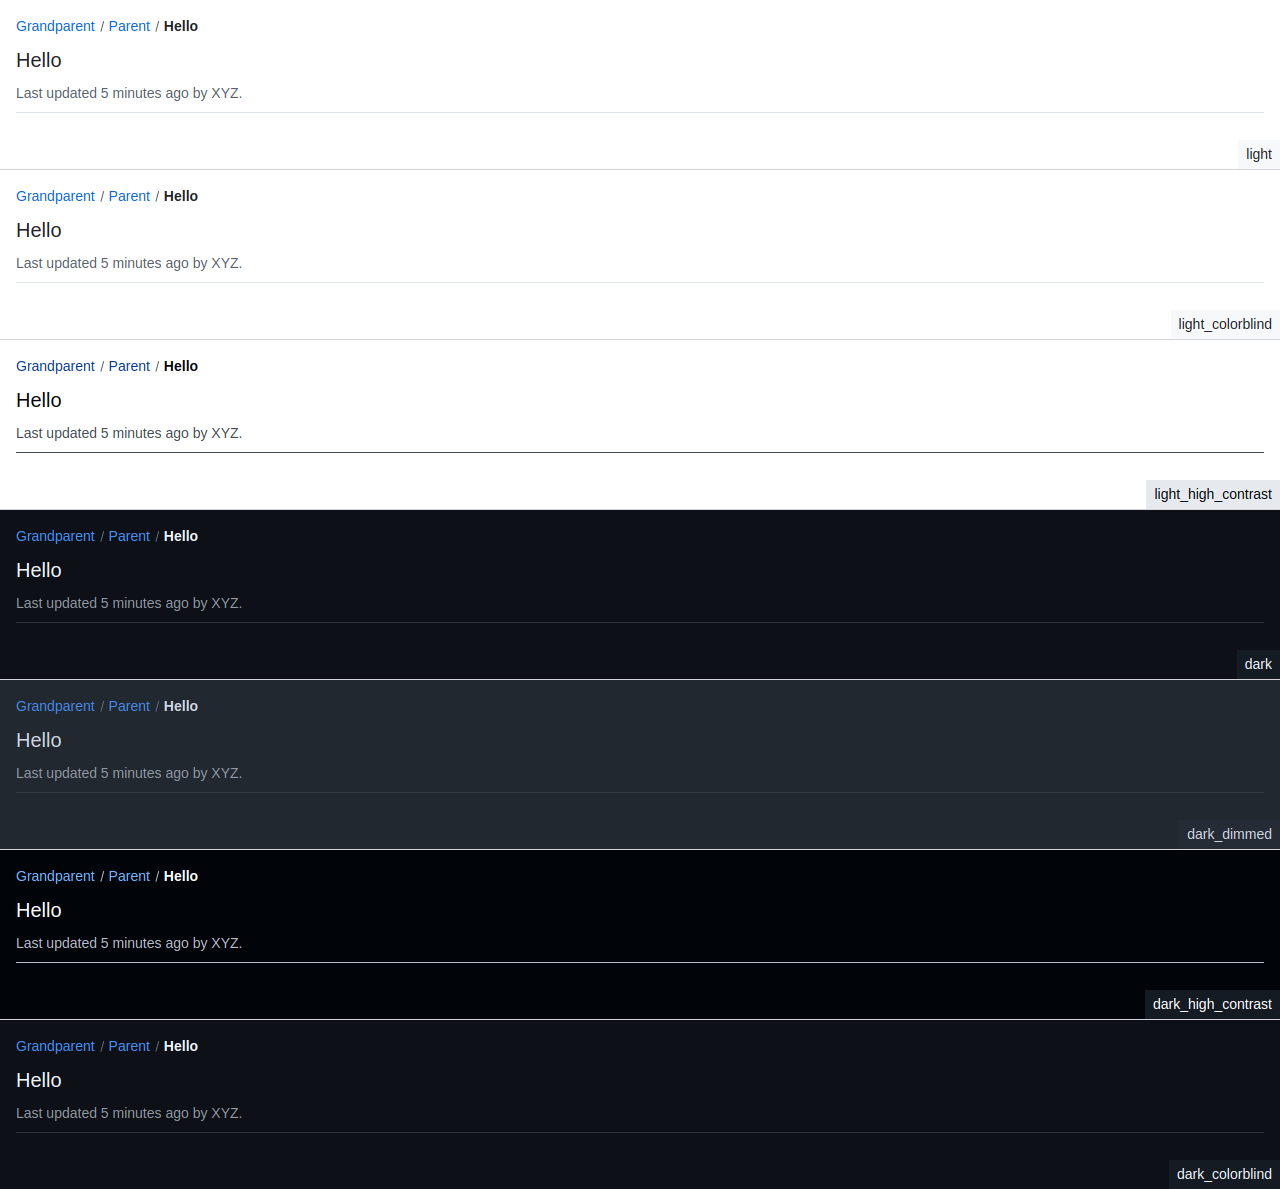 Grandparent / Parent / Hello
Hello
Last updated 5 minutes ago by XYZ.
light
Grandparent / Parent / Hello
Hello
Last updated 5 minutes ago by XYZ.
light_colorblind
Grandparent / Parent / Hello
Hello
Last updated 5 minutes ago by XYZ.
light_high_contrast
Grandparent / Parent / Hello
Hello
Last updated 5 minutes ago by XYZ.
dark
Grandparent / Parent / Hello
Hello
Last updated 5 minutes ago by XYZ.
dark_dimmed
Grandparent / Parent / Hello
Hello
Last updated 5 minutes ago by XYZ.
dark_high_contrast
Grandparent / Parent / Hello
Hello
Last updated 5 minutes ago by XYZ.
dark_colorblind